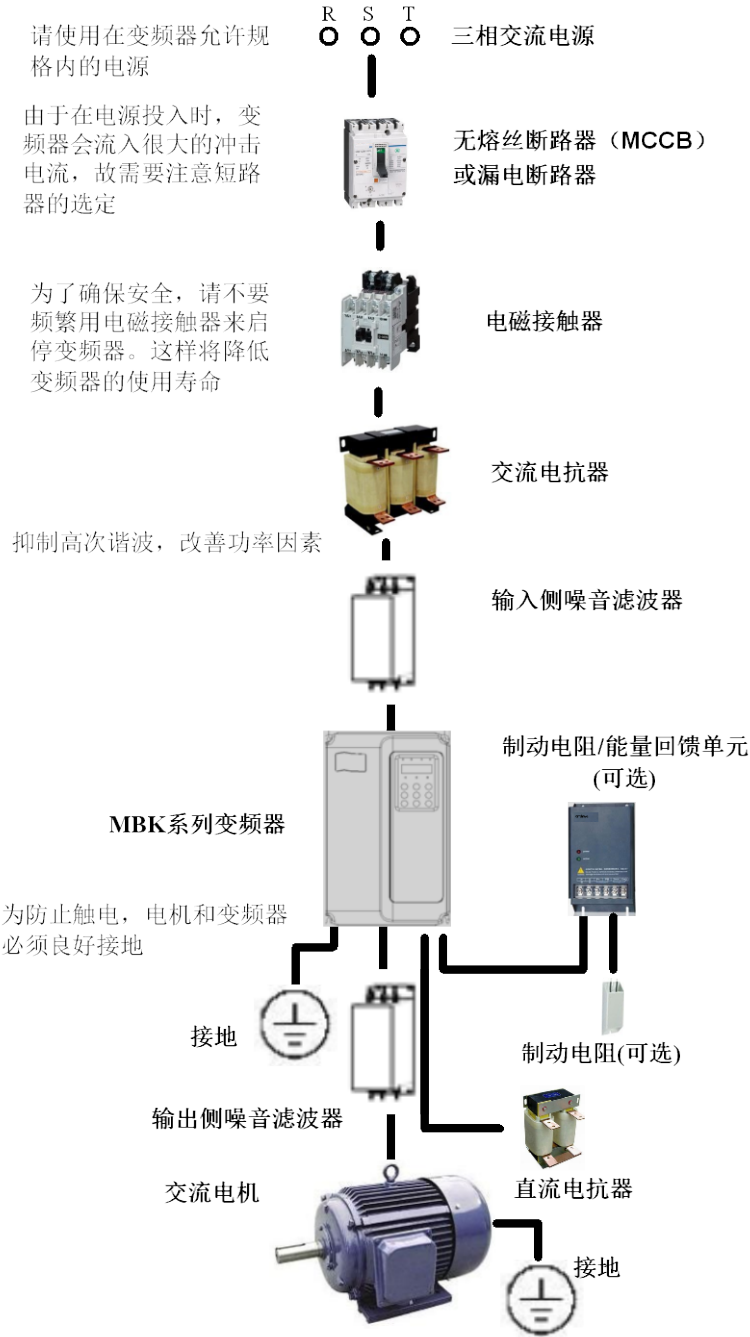 R S T
请使用在变频器允许规
格内的电源
三相交流电源
由于在电源投入时，变
频器会流入很大的冲击
电流，故需要注意短路
器的选定
无熔丝断路器（MCCB）
或漏电断路器
为了确保安全，请不要
频繁用电磁接触器来启
停变频器。这样将降低
变频器的使用寿命
电磁接触器
交流电抗器
抑制高次谐波，改善功率因素
输入侧噪音滤波器
制动电阻/能量回馈单元
(可选)
MBK系列变频器
为防止触电，电机和变频器
必须良好接地
接地
制动电阻(可选)
输出侧噪音滤波器
交流电机
直流电抗器
接地